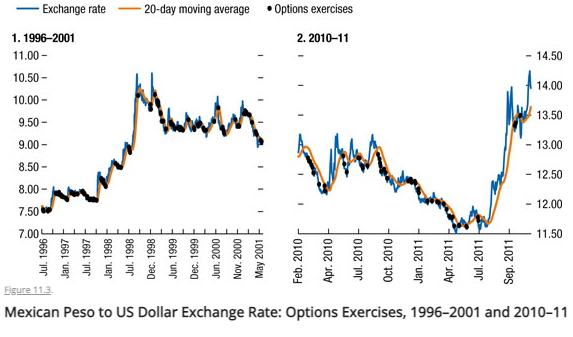 Exchange rate 20-day moving average Options exercises
1. 1996–2001 2. 2010–11
11.00 14.50
10.50 14.00
10.00 13.50
9.50 13.00
9.00
8.50 12.50
8.00 12.00
7.50
7.00 11.50
Jul. 1996 Jan. 1997 Jul. 1997 Jan. 1998 Jul. 1998 Dec. 1998 Jun. 1999 Dec. 1999 Jun. 2000 Nov. 2000 May 2001 Feb. 2010 Apr. 2010 Jul. 2010 Oct. 2010 Jan. 2011 Apr. 2011 Jul. 2011 Sep. 2011
Figure 11.3.
Mexican Peso to US Dollar Exchange Rate: Options Exercises, 1996–2001 and 2010–11